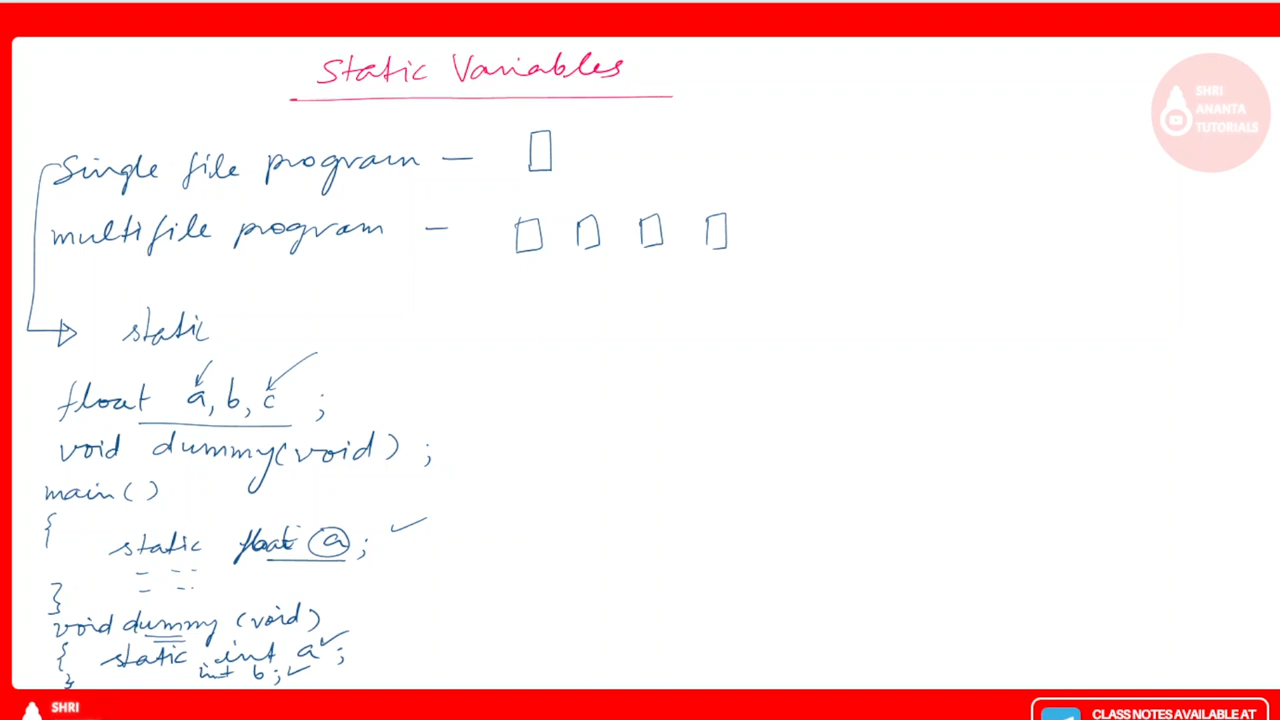 Static Variables
SHRI
ANANTA
TUTORIALS
Single file program -
multifile program -
static
float a, b, c ;
void dummy(void) ;
main()
{
static float a ;
}
void dummy (void)
{ static int a ;
int b ;
}
SHRI
CLASS NOTES AVAILABLE AT